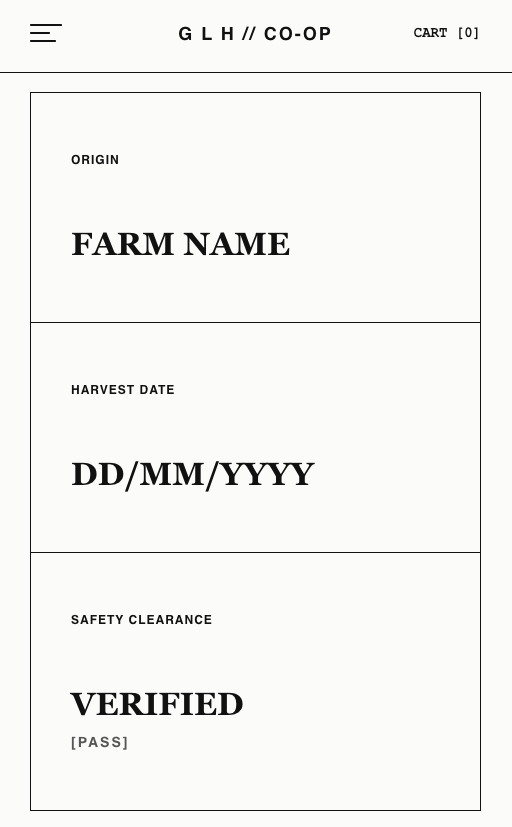 G L H // CO-OP
CART [0]
ORIGIN
FARM NAME
HARVEST DATE
DD/MM/YYYY
SAFETY CLEARANCE
VERIFIED
[PASS]